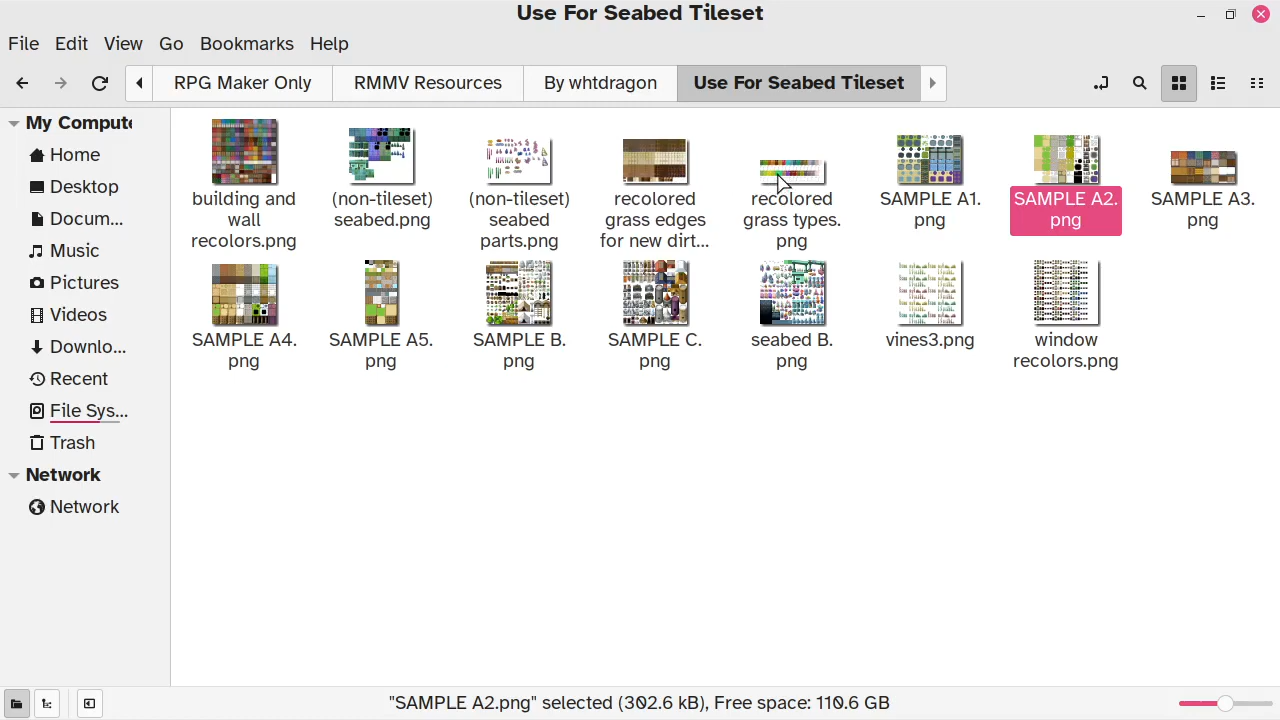 Use For Seabed Tileset
File Edit View Go Bookmarks Help
RPG Maker Only RMMV Resources By whtdragon Use For Seabed Tileset
My Compute
Home
Desktop
Docum...
Music
Pictures
Videos
Downlo...
Recent
File Sys...
Trash
Network
Network
building and
wall
recolors.png
(non-tileset)
seabed.png
(non-tileset)
seabed
parts.png
recolored
grass edges
for new dirt...
recolored
grass types.
png
SAMPLE A1.
png
SAMPLE A2.
png
SAMPLE A3.
png
SAMPLE A4.
png
SAMPLE A5.
png
SAMPLE B.
png
SAMPLE C.
png
seabed B.
png
vines3.png
window
recolors.png
"SAMPLE A2.png" selected (302.6 kB), Free space: 110.6 GB